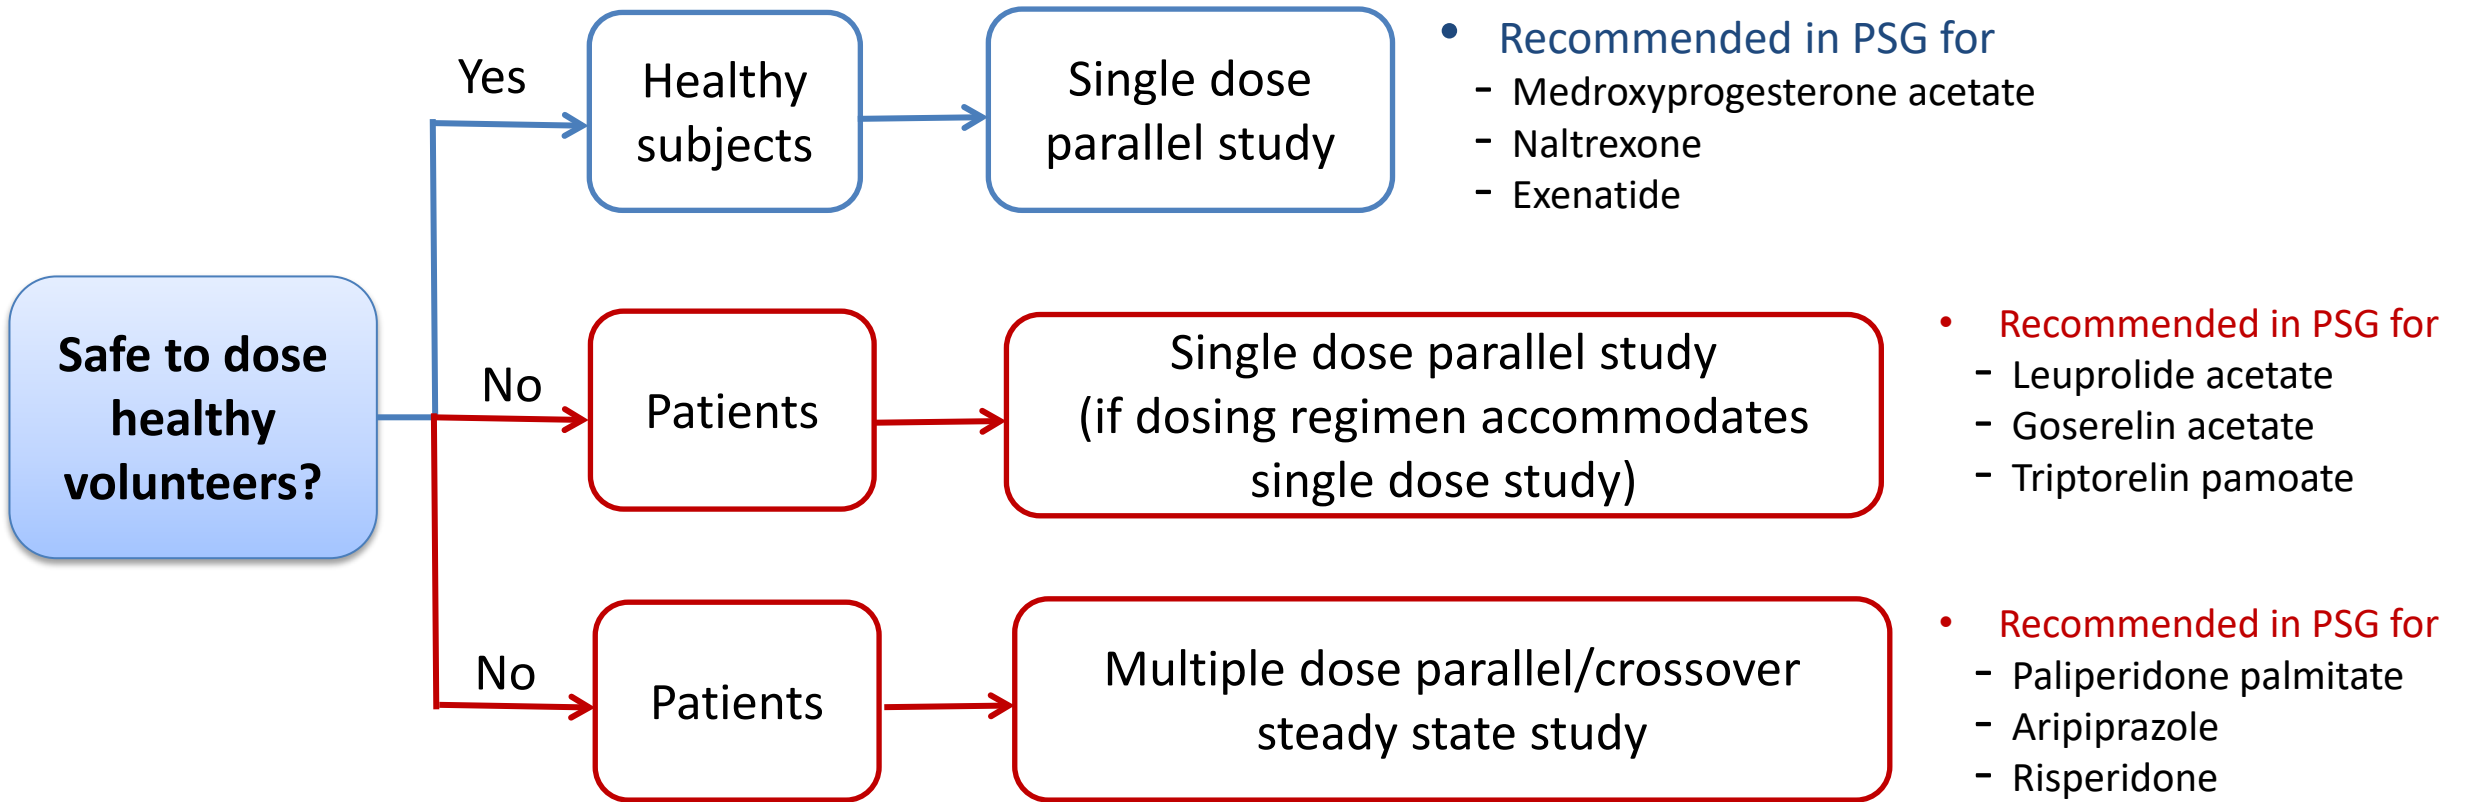 Safe to dose
healthy
volunteers?
Yes
Healthy
subjects
Single dose
parallel study
• Recommended in PSG for
- Medroxyprogesterone acetate
- Naltrexone
- Exenatide
No
Patients
Single dose parallel study
(if dosing regimen accommodates
single dose study)
• Recommended in PSG for
- Leuprolide acetate
- Goserelin acetate
- Triptorelin pamoate
No
Patients
Multiple dose parallel/crossover
steady state study
• Recommended in PSG for
- Paliperidone palmitate
- Aripiprazole
- Risperidone